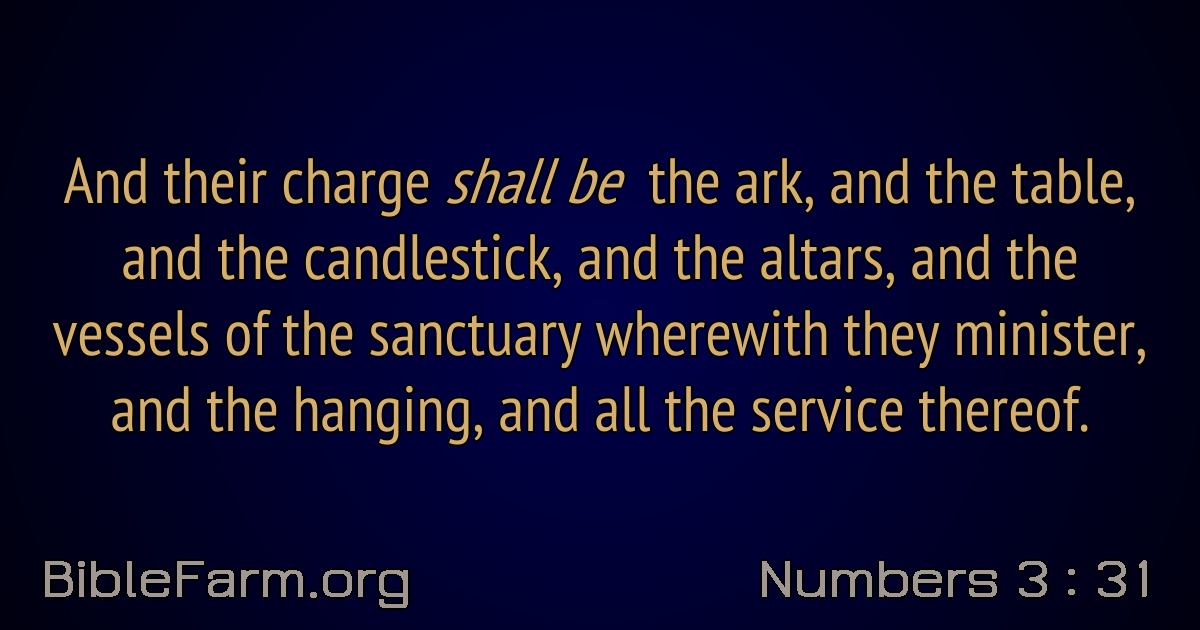 And their charge shall be the ark, and the table,
and the candlestick, and the altars, and the
vessels of the sanctuary wherewith they minister,
and the hanging, and all the service thereof.
BibleFarm.org
Numbers 3 : 31